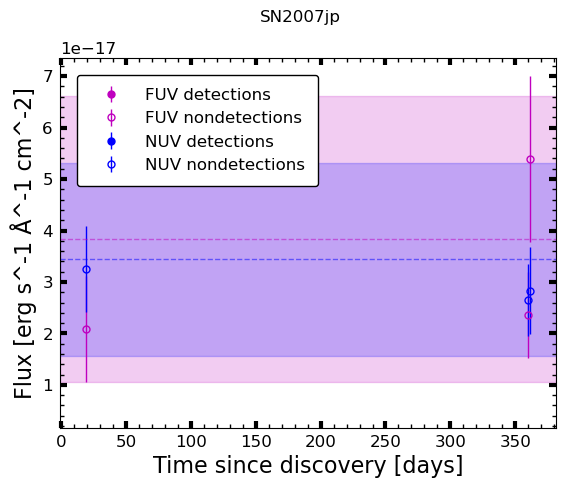 SN2007jp
1e−17
7
6
5
4
3
2
1
Flux [erg s^-1 Å^-1 cm^-2]
FUV detections
FUV nondetections
NUV detections
NUV nondetections
0 50 100 150 200 250 300 350
Time since discovery [days]